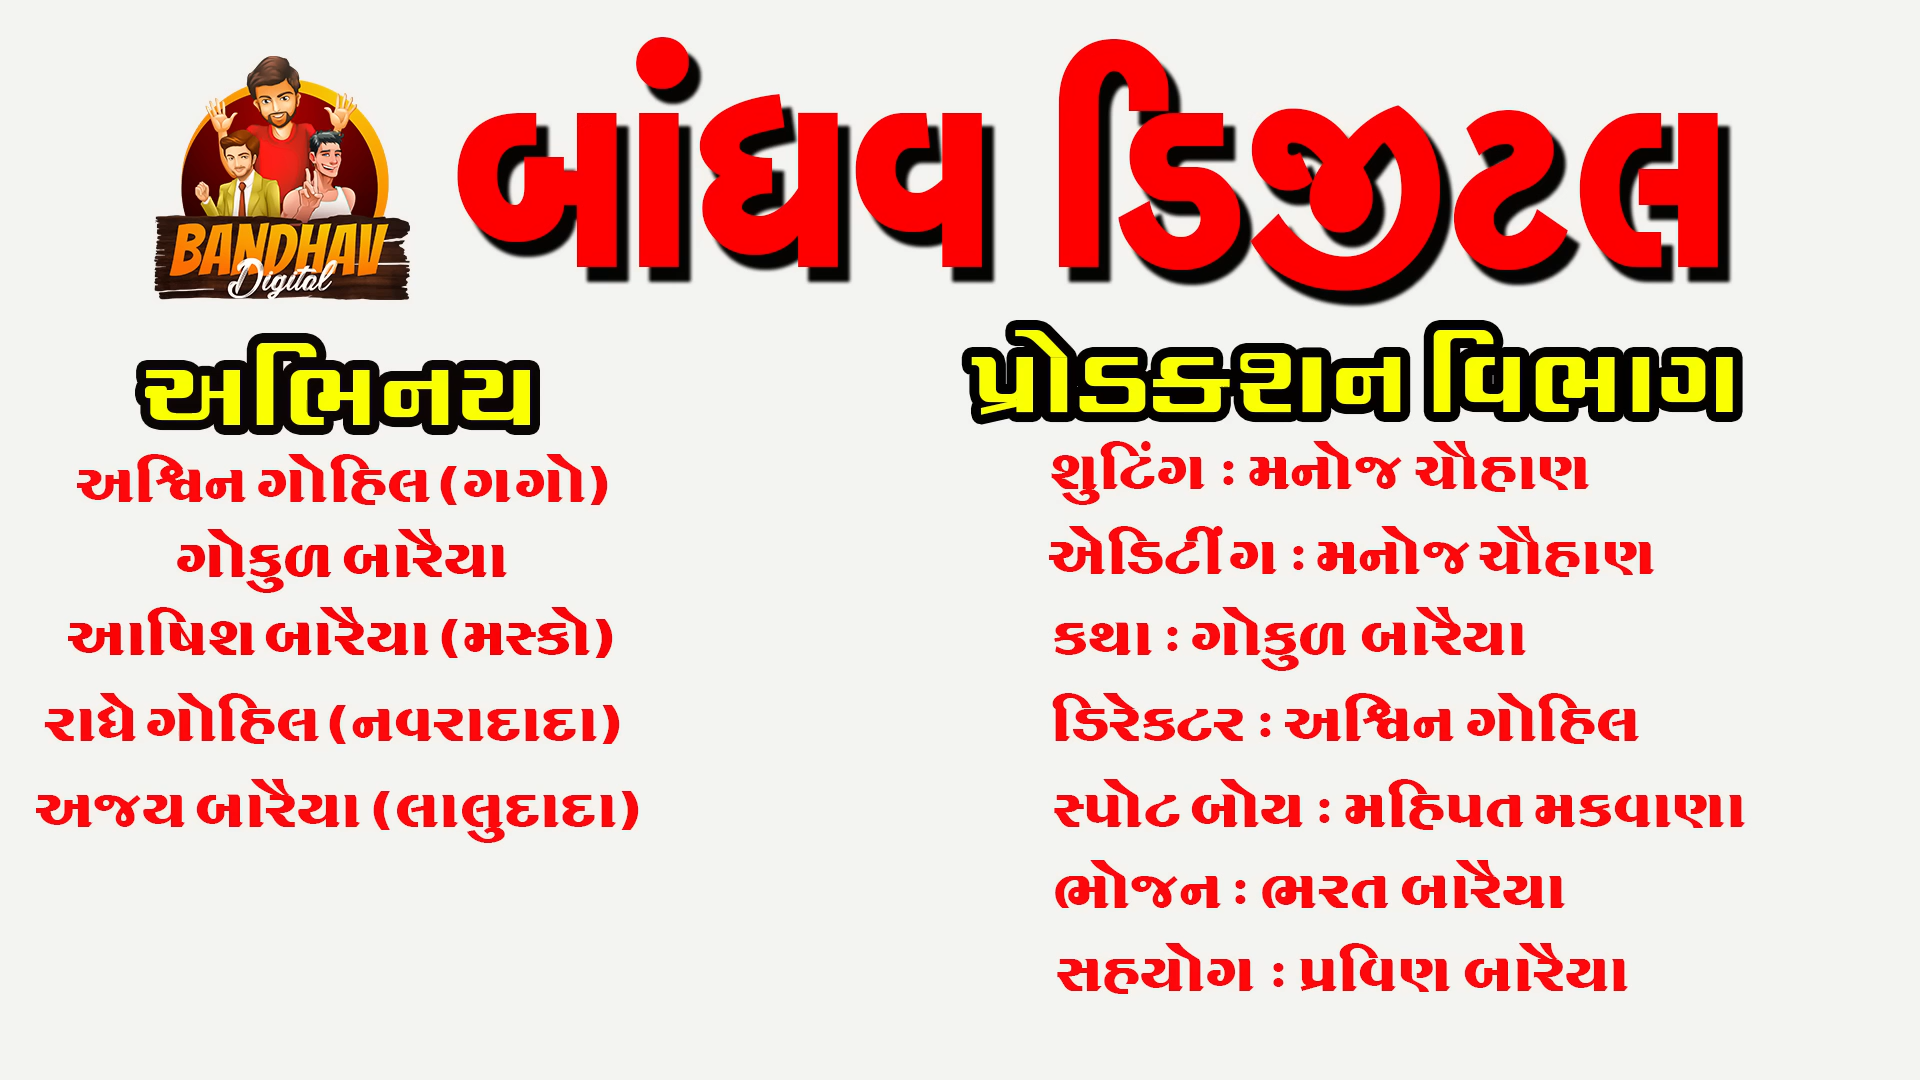 BANDHAV
Digital
બાંધવ ડિજીટલ
અભિનય
અશ્વિન ગોહિલ (ગગો)
ગોકુળ બારૈયા
આષિશ બારૈયા (મસ્કો)
રાધે ગોહિલ (નવરાદાદા)
અજય બારૈયા (લાલુદાદા)
પ્રોડકશન વિભાગ
શુટિંગ : મનોજ ચૌહાણ
એડિટીંગ : મનોજ ચૌહાણ
કથા : ગોકુળ બારૈયા
ડિરેકટર : અશ્વિન ગોહિલ
સ્પોટ બોય : મહિપત મકવાણા
ભોજન : ભરત બારૈયા
સહયોગ : પ્રવિણ બારૈયા